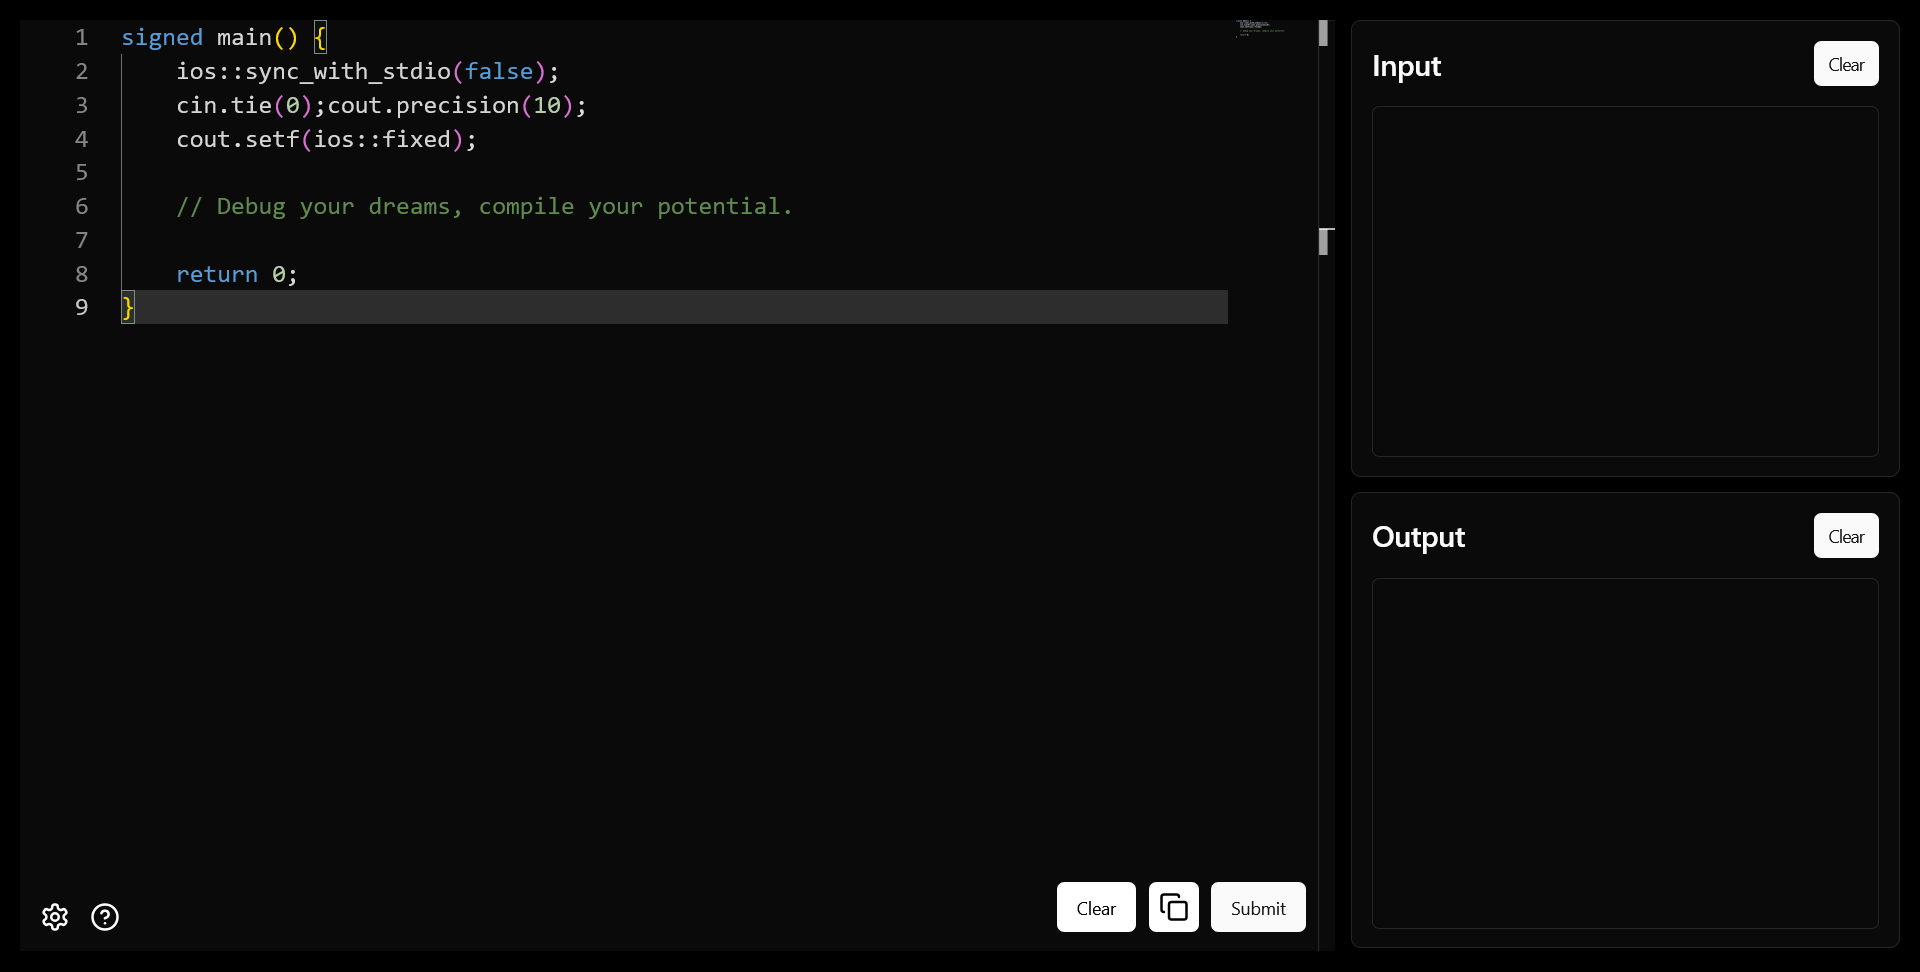 1 signed main() {
2     ios::sync_with_stdio(false);
3     cin.tie(0);cout.precision(10);
4     cout.setf(ios::fixed);
5
6     // Debug your dreams, compile your potential.
7
8     return 0;
9 }
Clear
Submit
Input
Clear
Output
Clear